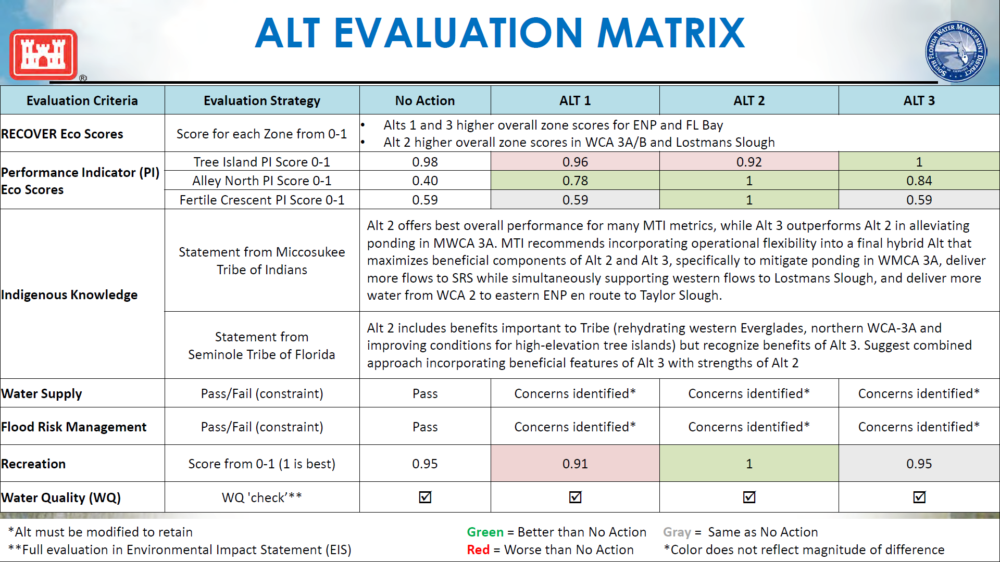 ALT EVALUATION MATRIX
®
SOUTH FLORIDA WATER MANAGEMENT DISTRICT
Evaluation Criteria Evaluation Strategy No Action ALT 1 ALT 2 ALT 3
RECOVER Eco Scores Score for each Zone from 0-1
• Alts 1 and 3 higher overall zone scores for ENP and FL Bay
• Alt 2 higher overall zone scores in WCA 3A/B and Lostmans Slough
Performance Indicator (PI)
Eco Scores
Tree Island PI Score 0-1 0.98 0.96 0.92 1
Alley North PI Score 0-1 0.40 0.78 1 0.84
Fertile Crescent PI Score 0-1 0.59 0.59 1 0.59
Indigenous Knowledge
Statement from Miccosukee
Tribe of Indians
Alt 2 offers best overall performance for many MTI metrics, while Alt 3 outperforms Alt 2 in alleviating
ponding in MWCA 3A. MTI recommends incorporating operational flexibility into a final hybrid Alt that
maximizes beneficial components of Alt 2 and Alt 3, specifically to mitigate ponding in WMCA 3A, deliver
more flows to SRS while simultaneously supporting western flows to Lostmans Slough, and deliver more
water from WCA 2 to eastern ENP en route to Taylor Slough.
Statement from
Seminole Tribe of Florida
Alt 2 includes benefits important to Tribe (rehydrating western Everglades, northern WCA-3A and
improving conditions for high-elevation tree islands) but recognize benefits of Alt 3. Suggest combined
approach incorporating beneficial features of Alt 3 with strengths of Alt 2
Water Supply Pass/Fail (constraint) Pass Concerns identified* Concerns identified* Concerns identified*
Flood Risk Management Pass/Fail (constraint) Pass Concerns identified* Concerns identified* Concerns identified*
Recreation Score from 0-1 (1 is best) 0.95 0.91 1 0.95
Water Quality (WQ) WQ 'check’** ☑ ☑ ☑ ☑
*Alt must be modified to retain
**Full evaluation in Environmental Impact Statement (EIS)
Green = Better than No Action Gray = Same as No Action
Red = Worse than No Action *Color does not reflect magnitude of difference